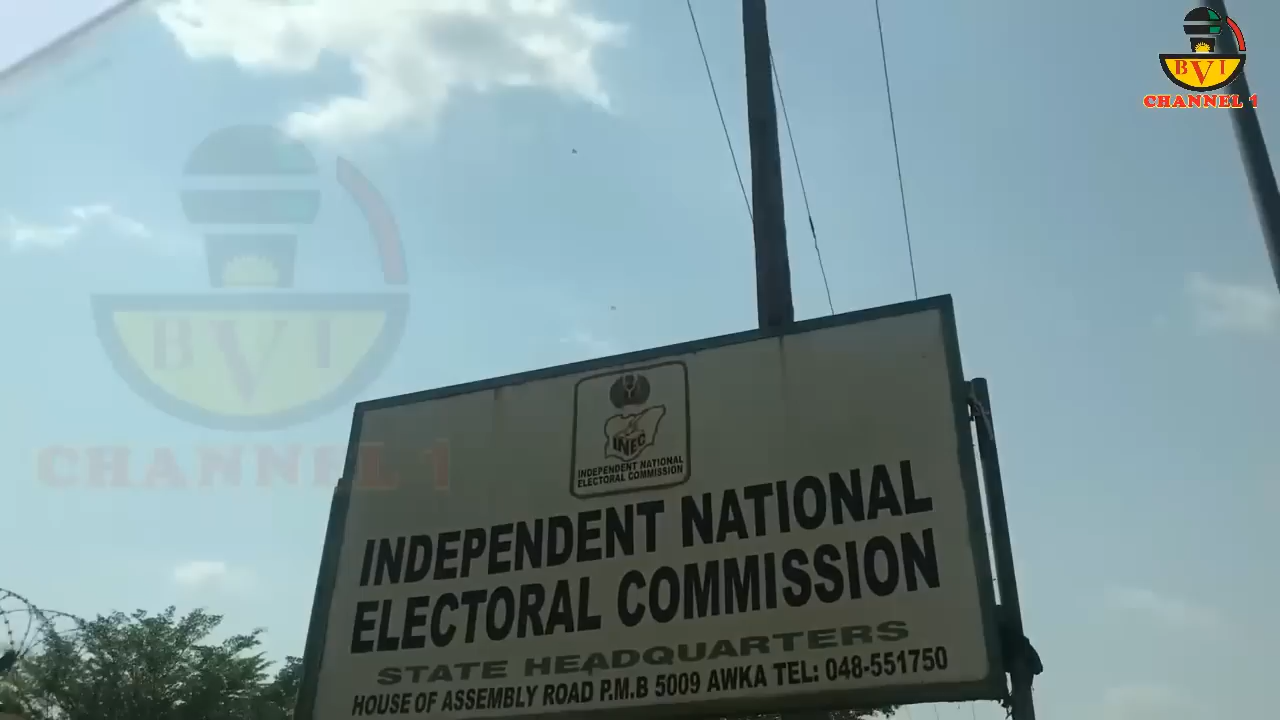 BVI
CHANNEL 1
BVI
CHANNEL 1
INEC
INDEPENDENT NATIONAL
ELECTORAL COMMISSION
INDEPENDENT NATIONAL
ELECTORAL COMMISSION
STATE HEADQUARTERS
HOUSE OF ASSEMBLY ROAD P.M.B 5009 AWKA TEL: 048-551750